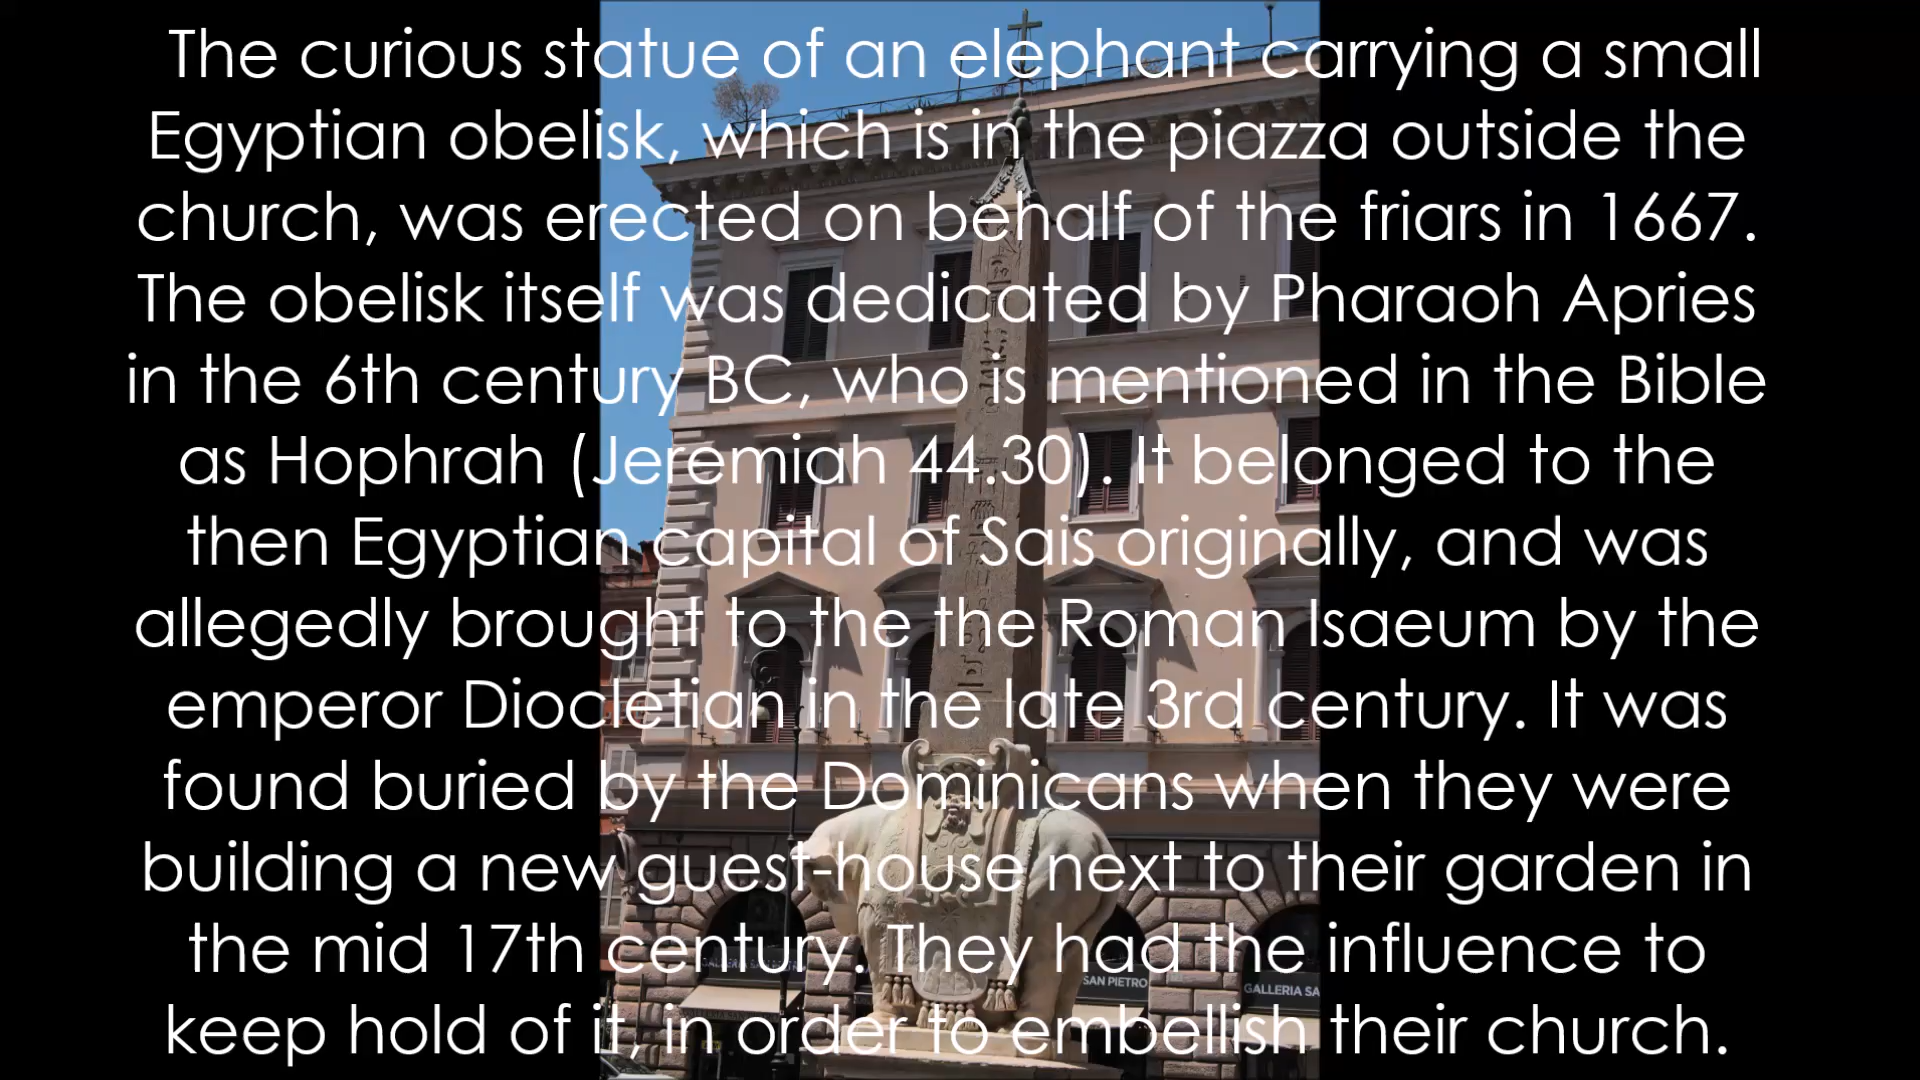 The curious statue of an elephant carrying a small
Egyptian obelisk, which is in the piazza outside the
church, was erected on behalf of the friars in 1667.
The obelisk itself was dedicated by Pharaoh Apries
in the 6th century BC, who is mentioned in the Bible
as Hophrah (Jeremiah 44.30). It belonged to the
then Egyptian capital of Sais originally, and was
allegedly brought to the the Roman Isaeum by the
emperor Diocletian in the late 3rd century. It was
found buried by the Dominicans when they were
building a new guest-house next to their garden in
the mid 17th century. They had the influence to
keep hold of it, in order to embellish their church.
SAN PIETRO
GALLERIA SA